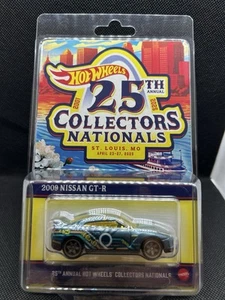 Hot Wheels
25TH
ANNUAL
COLLECTORS
NATIONALS
ST. LOUIS, MO
2009 NISSAN GT-R
25TH ANNUAL HOT WHEELS COLLECTORS NATIONALS